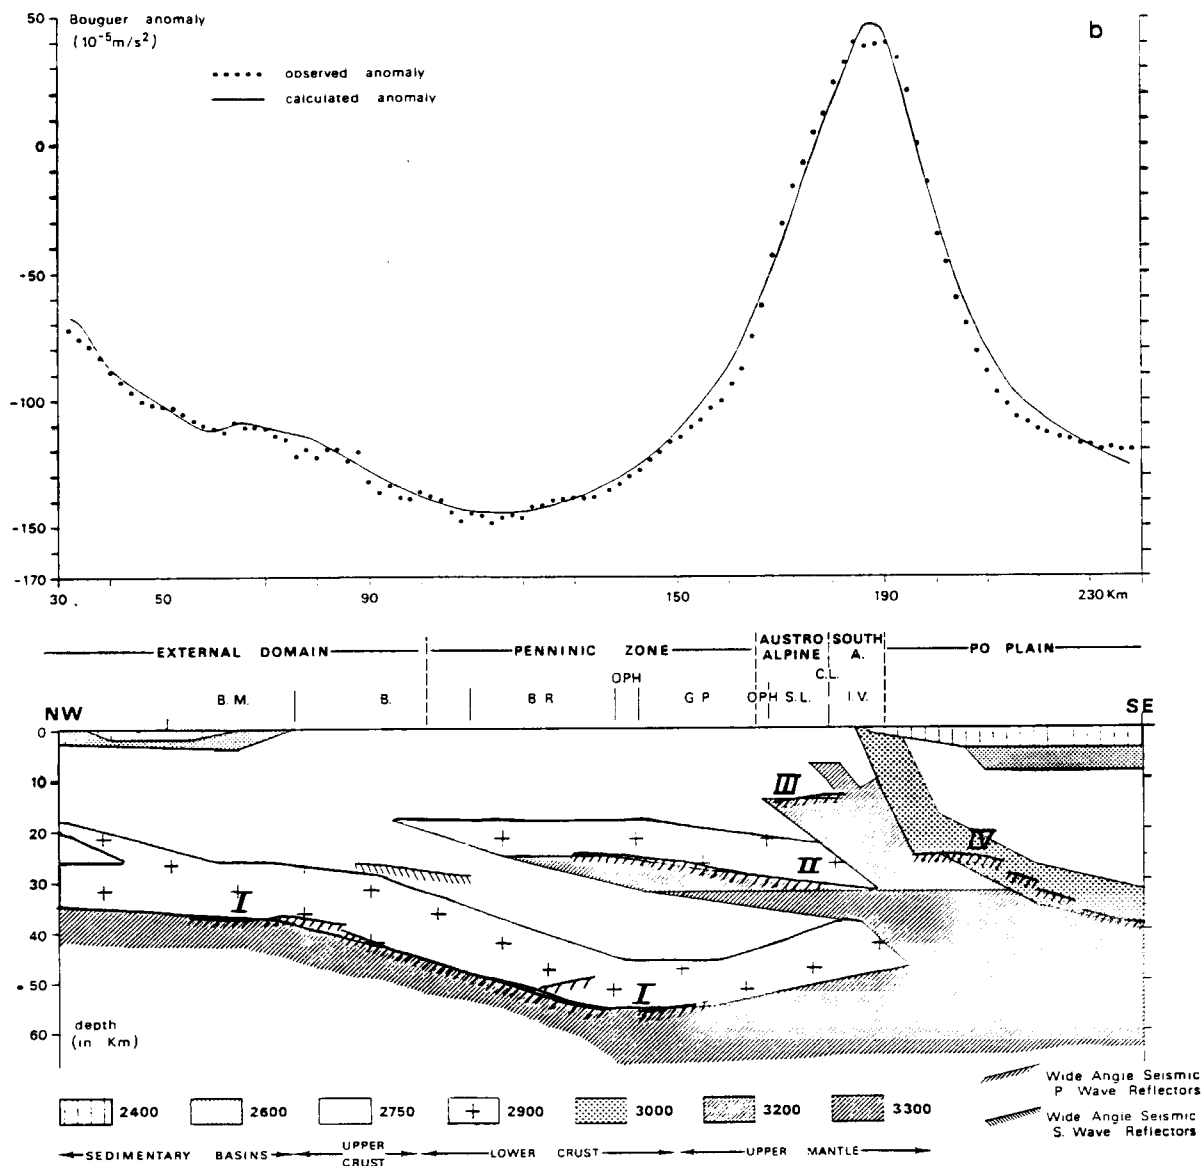 50
Bouguer anomaly
(10⁻⁵m/s²)
b
observed anomaly
calculated anomaly
0
-50
-100
-150
-170
30 50 90 150 190 230 Km
EXTERNAL DOMAIN
PENNINIC ZONE
AUSTRO ALPINE
SOUTH A.
PO PLAIN
OPH
C.L.
B.M. B. B R G P OPH S.L. I.V.
NW
SE
0
10
20
30
40
50
60
III
II
IV
I
I
depth
(in Km)
Wide Angle Seismic
P Wave Reflectors
Wide Angle Seismic
S. Wave Reflectors
2400 2600 2750 2900 3000 3200 3300
SEDIMENTARY BASINS
UPPER CRUST
LOWER CRUST
UPPER MANTLE